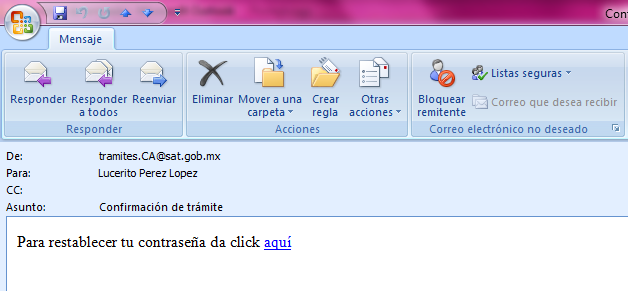 Con
Mensaje
Responder
Responder a todos
Reenviar
Eliminar
Mover a una carpeta
Crear regla
Otras acciones
Bloquear remitente
Listas seguras
Correo que desea recibir
Responder
Acciones
Correo electrónico no deseado
De: tramites.CA@sat.gob.mx
Para: Lucerito Perez Lopez
CC:
Asunto: Confirmación de trámite
Para restablecer tu contraseña da click aquí